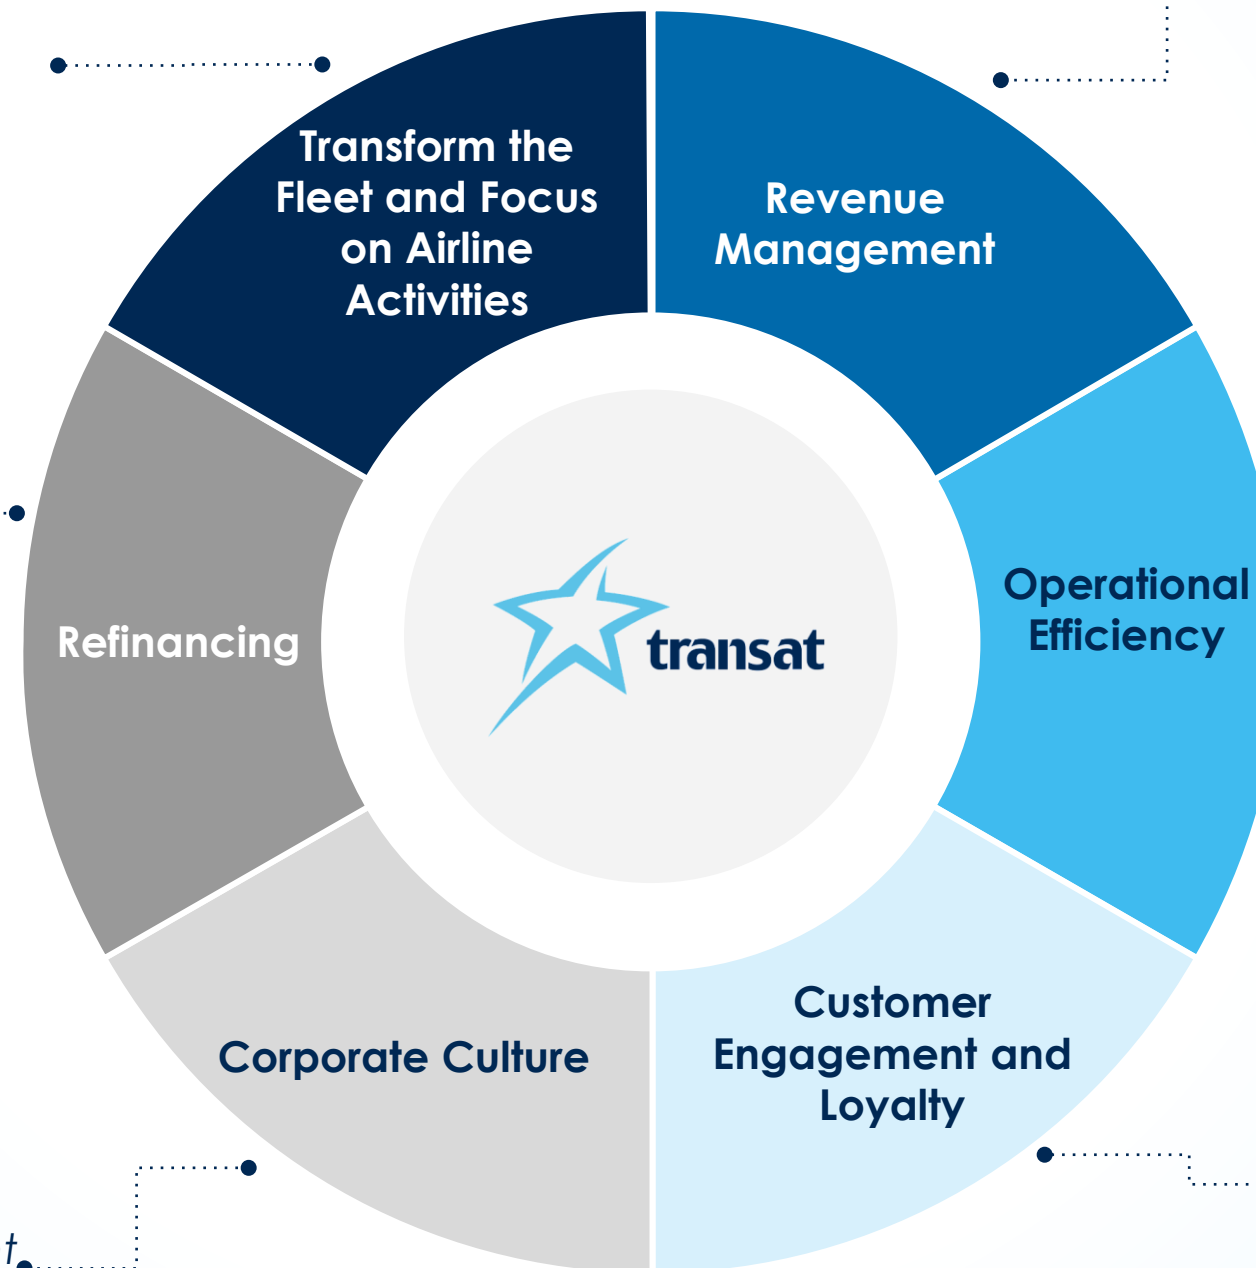 Transform the
Fleet and Focus
on Airline
Activities
Revenue
Management
Operational
Efficiency
Customer
Engagement and
Loyalty
Corporate Culture
Refinancing
transat
t